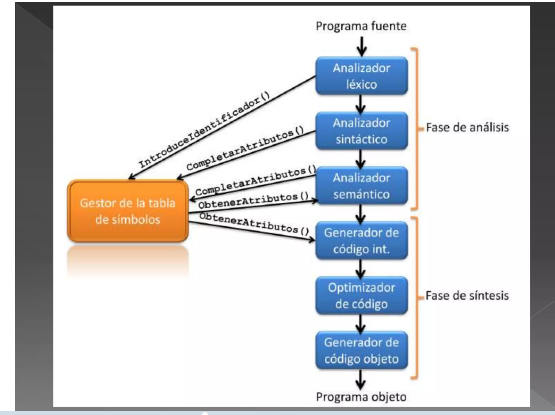 Programa fuente
Analizador
léxico
IntroduceIdentificador()
Analizador
sintáctico
Fase de análisis
CompletarAtributos()
Analizador
semántico
CompletarAtributos()
ObtenerAtributos()
ObtenerAtributos()
Gestor de la tabla
de símbolos
Generador de
código int.
Optimizador
de código
Fase de síntesis
Generador de
código objeto
Programa objeto